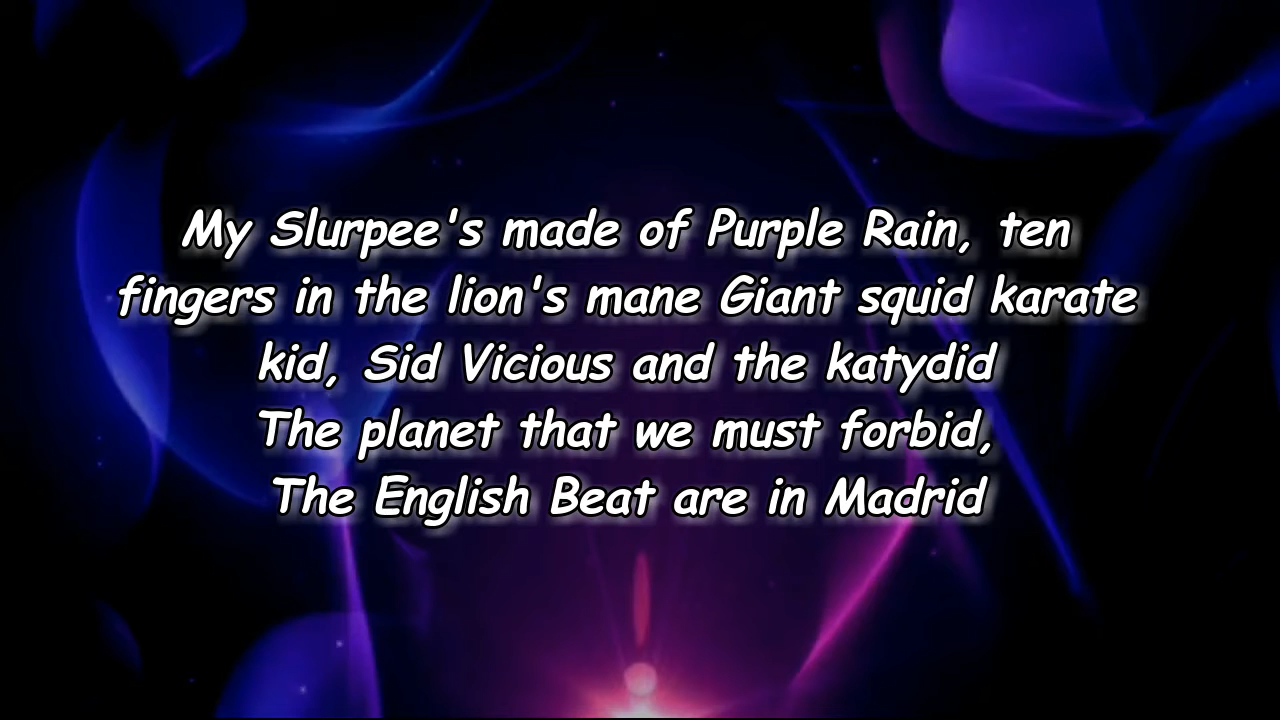 My Slurpee's made of Purple Rain, ten
fingers in the lion's mane Giant squid karate
kid, Sid Vicious and the katydid
The planet that we must forbid,
The English Beat are in Madrid